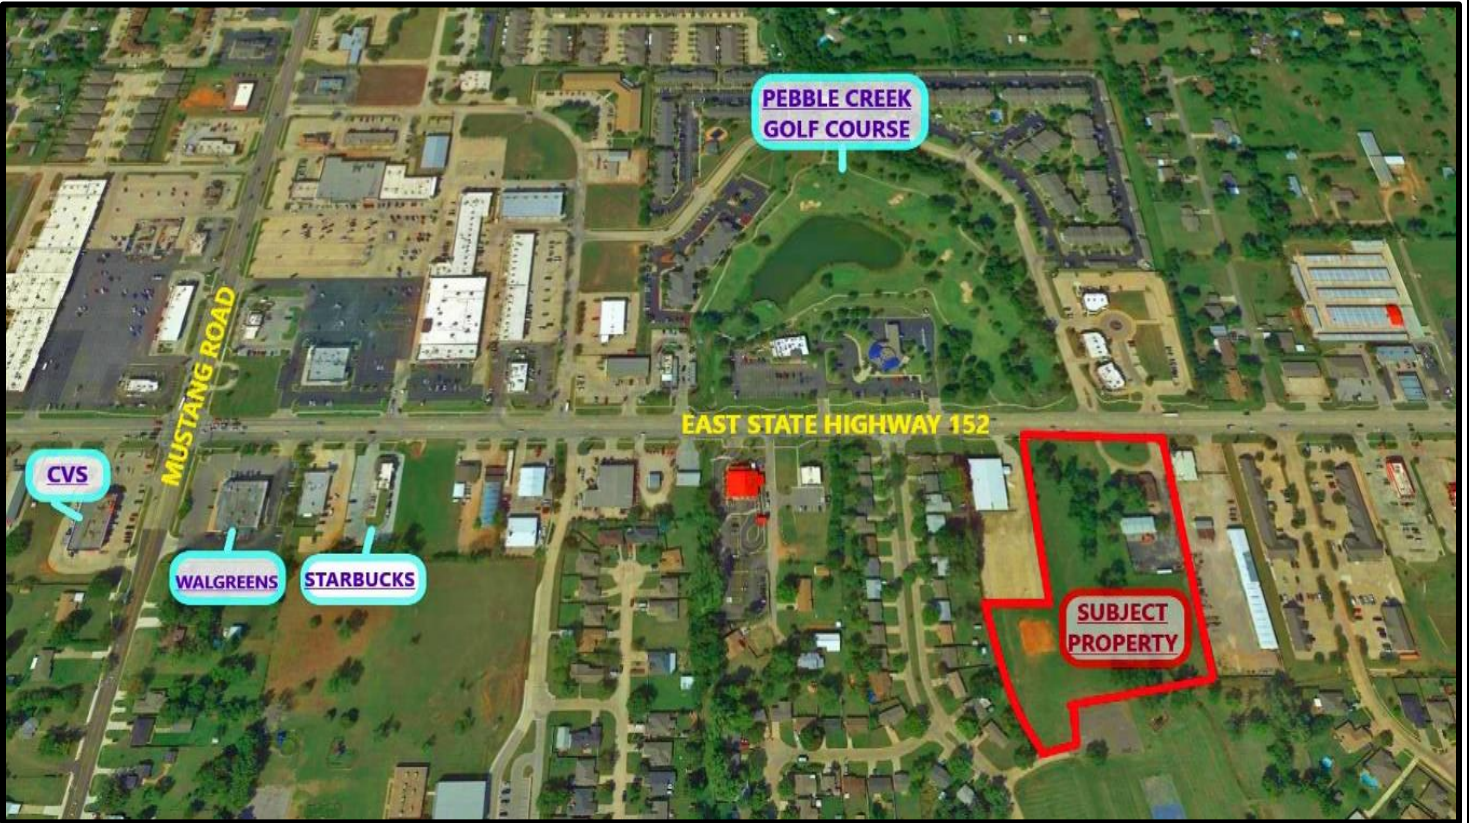 PEBBLE CREEK
GOLF COURSE
MUSTANG ROAD
EAST STATE HIGHWAY 152
CVS
WALGREENS
STARBUCKS
SUBJECT
PROPERTY